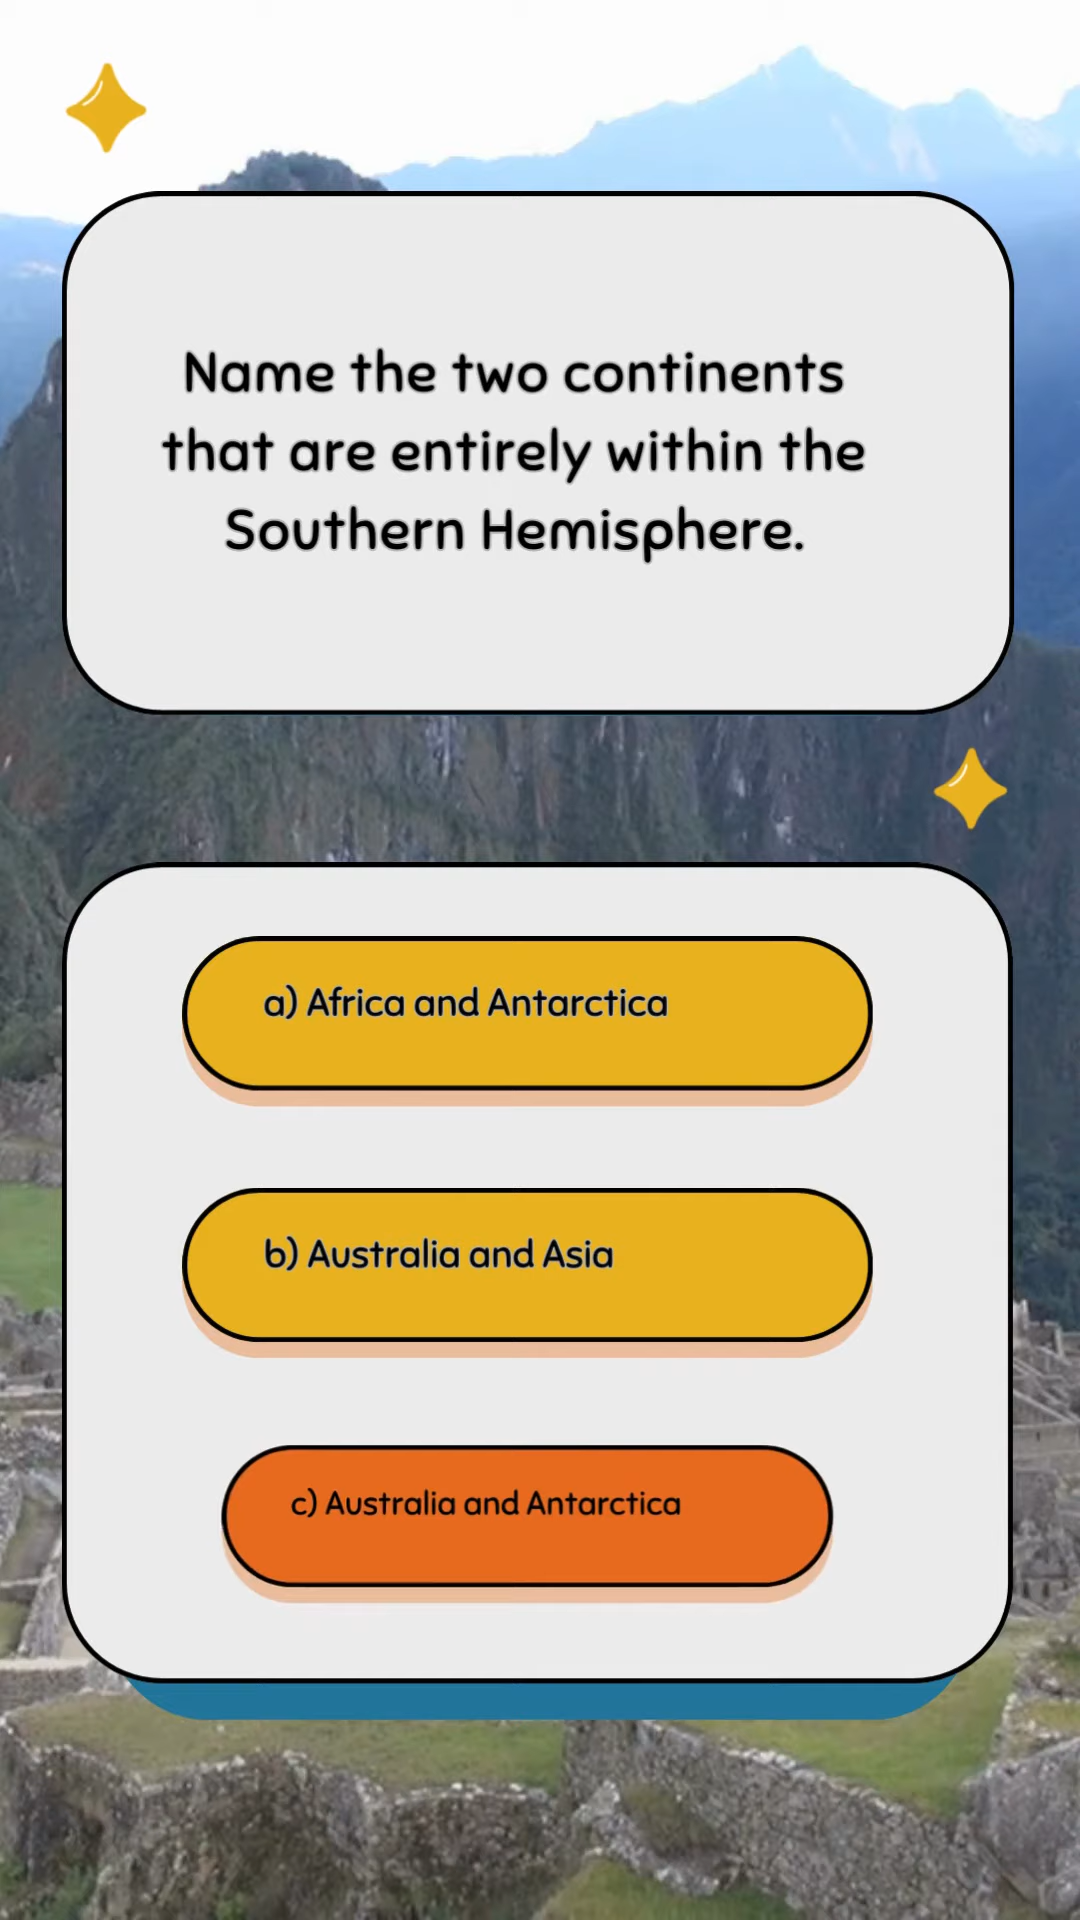 Name the two continents
that are entirely within the
Southern Hemisphere.
a) Africa and Antarctica
b) Australia and Asia
c) Australia and Antarctica